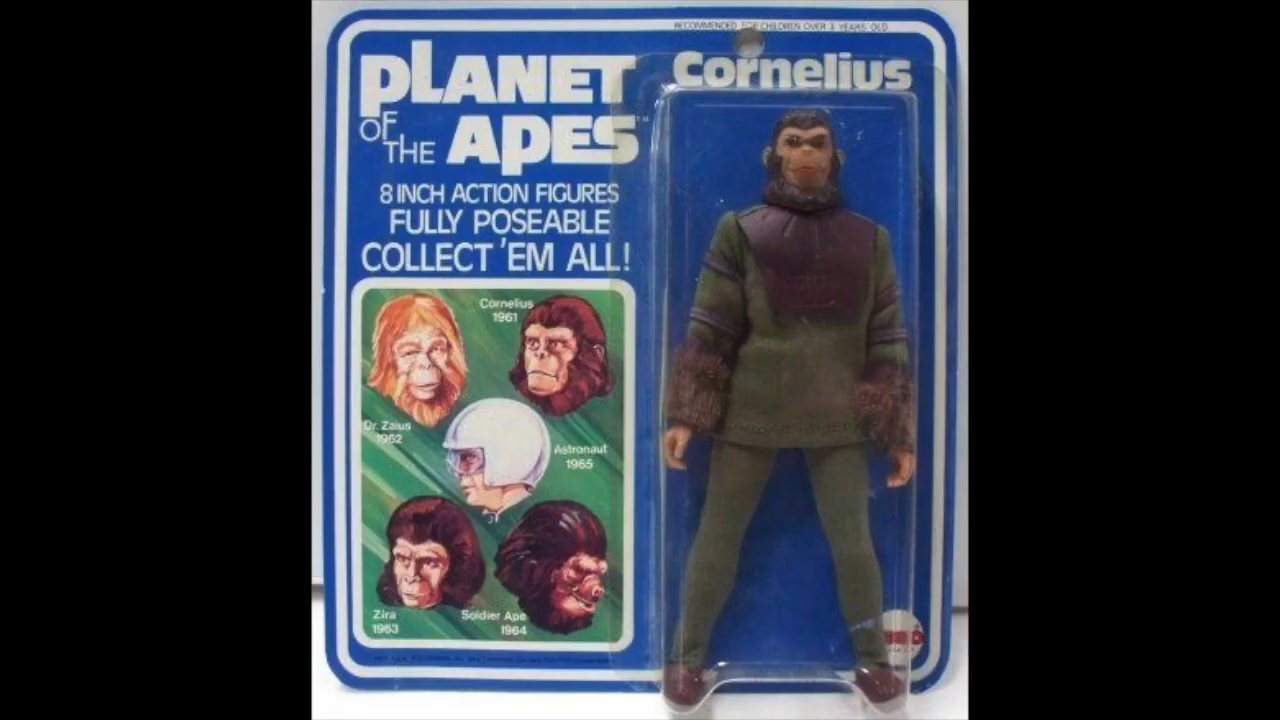 RECOMMENDED FOR CHILDREN OVER 3 YEARS OLD
PLANET
OF
THE APES™
8 INCH ACTION FIGURES
FULLY POSEABLE
COLLECT 'EM ALL!
Cornelius
Cornelius
1961
Dr. Zaius
1962
Astronaut
1965
Zira
1963
Soldier Ape
1964